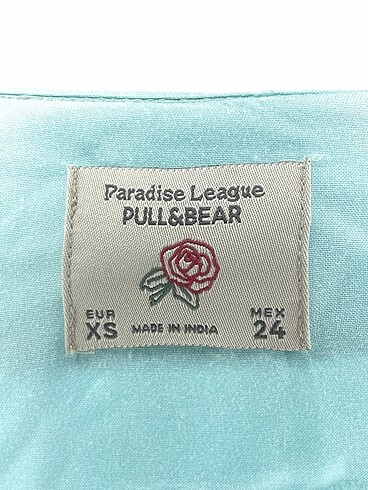 Paradise League
PULL&BEAR
EUR MEX
XS MADE IN INDIA 24